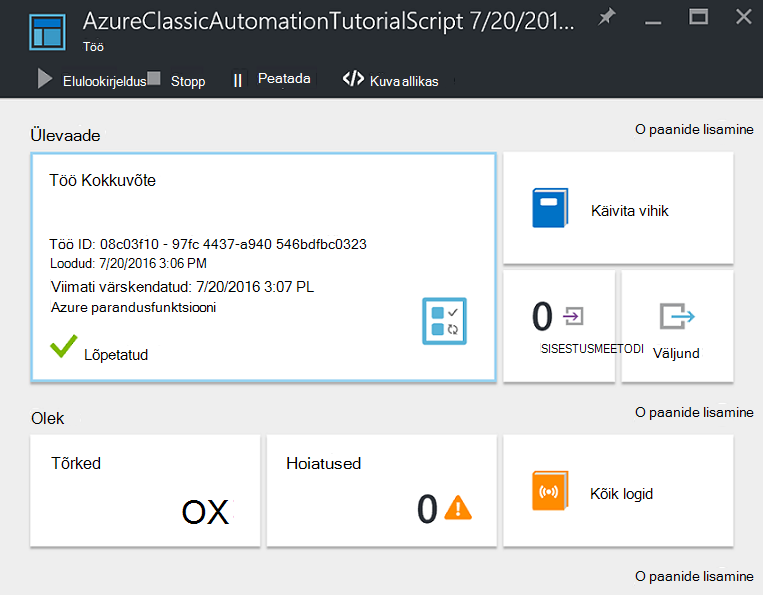 AzureClassicAutomationTutorialScript 7/20/201...
Töö
Elulookirjeldus Stopp Peatada Kuva allikas
Ülevaade
O paanide lisamine
Töö Kokkuvõte
Töö ID: 08c03f10 - 97fc 4437-a940 546bdfbc0323
Loodud: 7/20/2016 3:06 PM
Viimati värskendatud: 7/20/2016 3:07 PL
Azure parandusfunktsiooni
Lõpetatud
Käivita vihik
0
SISESTUSMEETODI
Väljund
Olek
O paanide lisamine
Tõrked
OX
Hoiatused
0
Kõik logid
O paanide lisamine